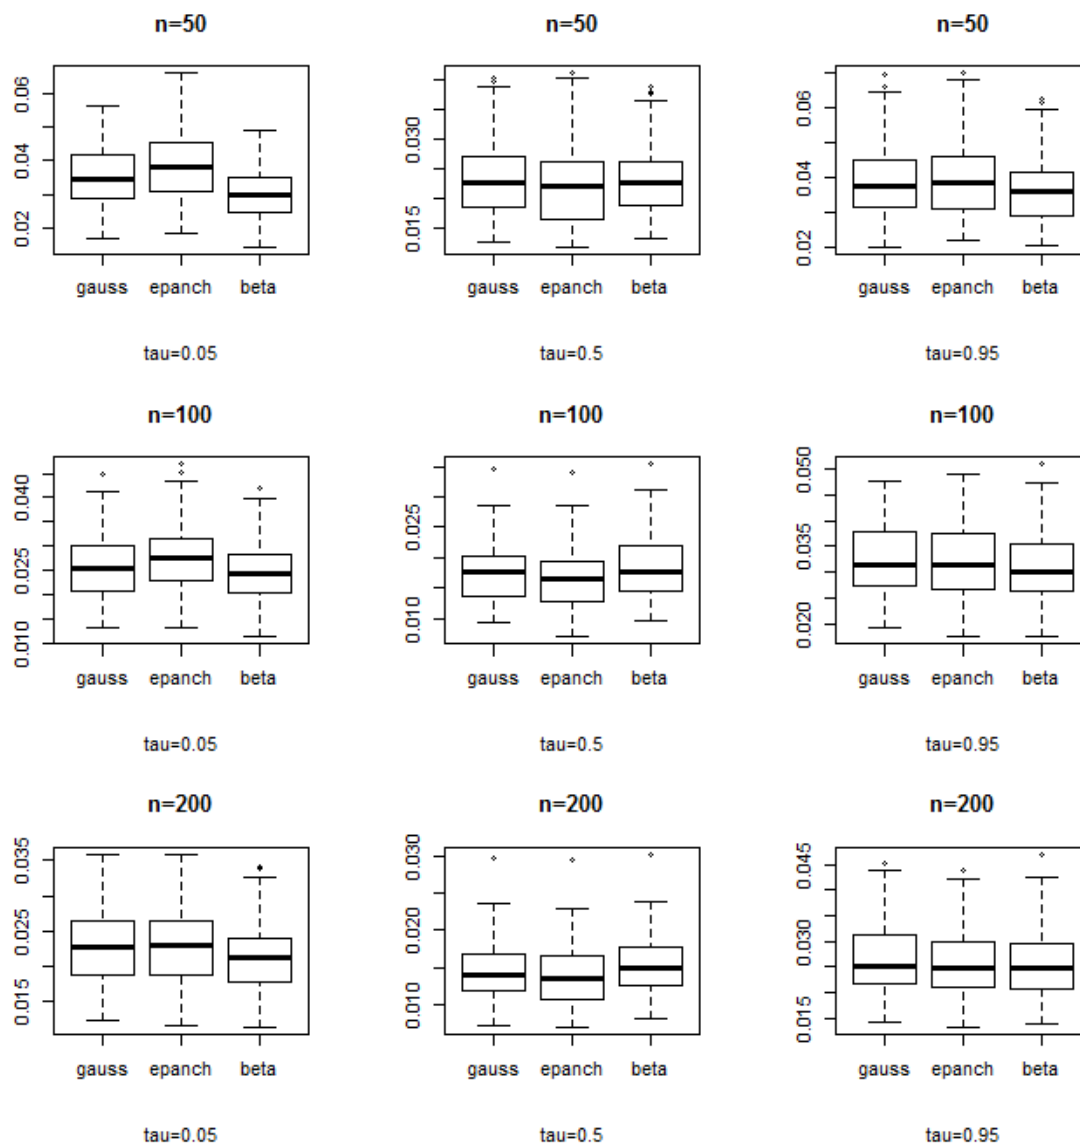 n=50 n=50 n=50
0.06 0.04 0.02
0.030 0.015
0.06 0.04 0.02
gauss epanch beta gauss epanch beta gauss epanch beta
tau=0.05 tau=0.5 tau=0.95
n=100 n=100 n=100
0.040 0.025 0.010
0.025 0.010
0.050 0.035 0.020
gauss epanch beta gauss epanch beta gauss epanch beta
tau=0.05 tau=0.5 tau=0.95
n=200 n=200 n=200
0.035 0.025 0.015
0.030 0.020 0.010
0.045 0.030 0.015
gauss epanch beta gauss epanch beta gauss epanch beta
tau=0.05 tau=0.5 tau=0.95